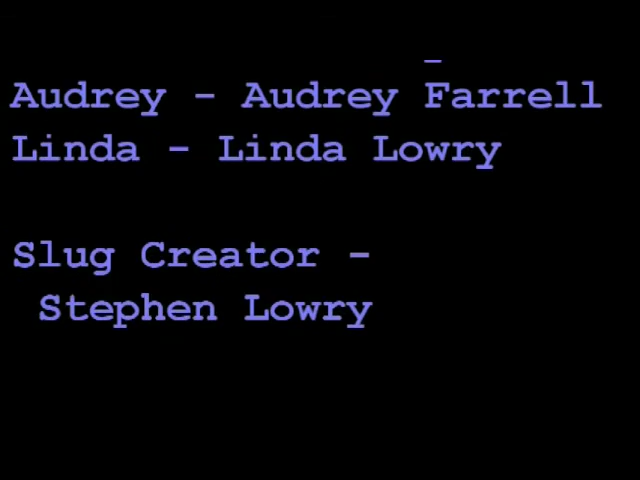 Audrey - Audrey Farrell
Linda - Linda Lowry
Slug Creator -
Stephen Lowry